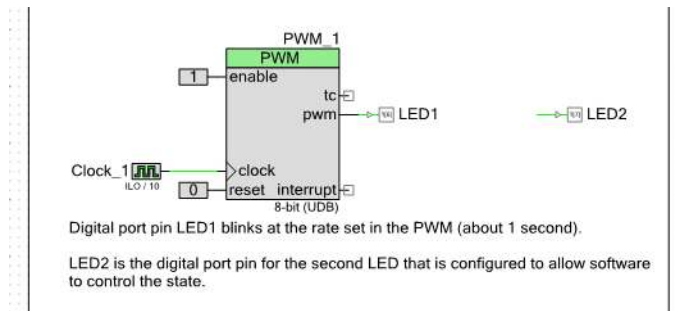 PWM_1
PWM
1
enable
tc
pwm
LED1
LED2
Clock_1
clock
ILO / 10
0
reset interrupt
8-bit (UDB)
Digital port pin LED1 blinks at the rate set in the PWM (about 1 second).
LED2 is the digital port pin for the second LED that is configured to allow software
to control the state.